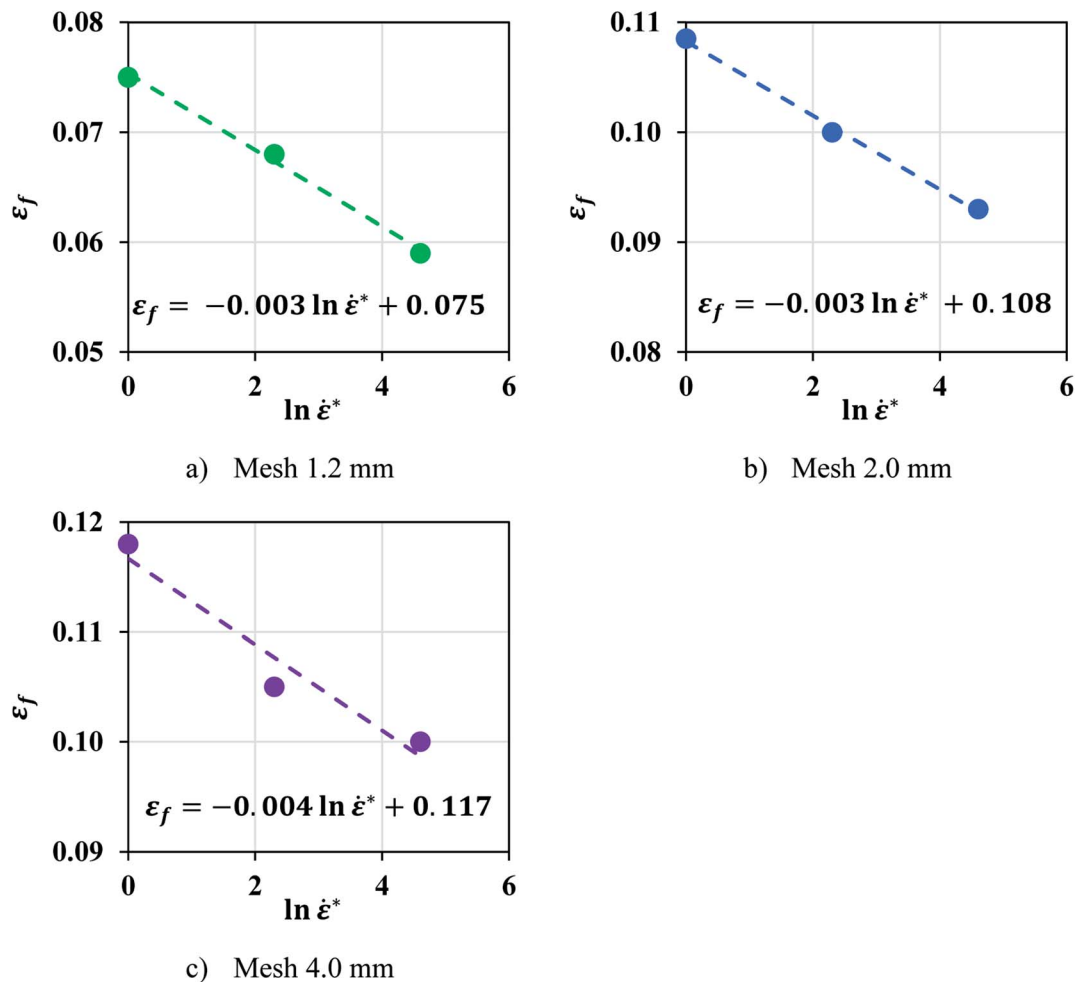 0.08
0.07
0.06
0.05
ε_f
0 2 4 6
ln ε̇*
ε_f = −0.003 ln ε̇* + 0.075
a) Mesh 1.2 mm
0.11
0.10
0.09
0.08
ε_f
0 2 4 6
ln ε̇*
ε_f = −0.003 ln ε̇* + 0.108
b) Mesh 2.0 mm
0.12
0.11
0.10
0.09
ε_f
0 2 4 6
ln ε̇*
ε_f = −0.004 ln ε̇* + 0.117
c) Mesh 4.0 mm